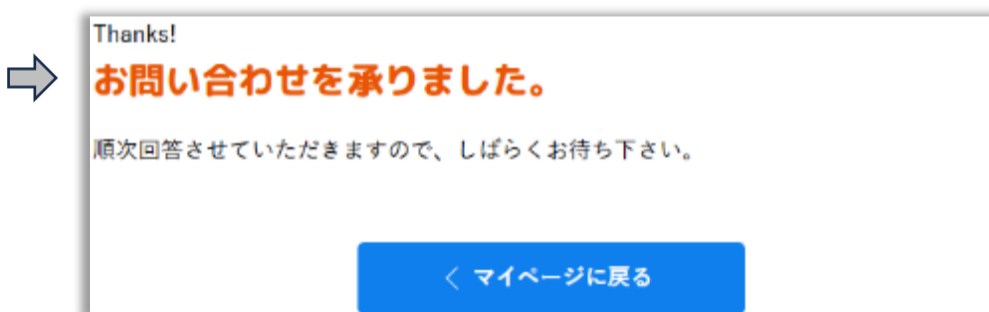 Thanks!
お問い合わせを承りました。
順次回答させていただきますので、しばらくお待ち下さい。
< マイページに戻る